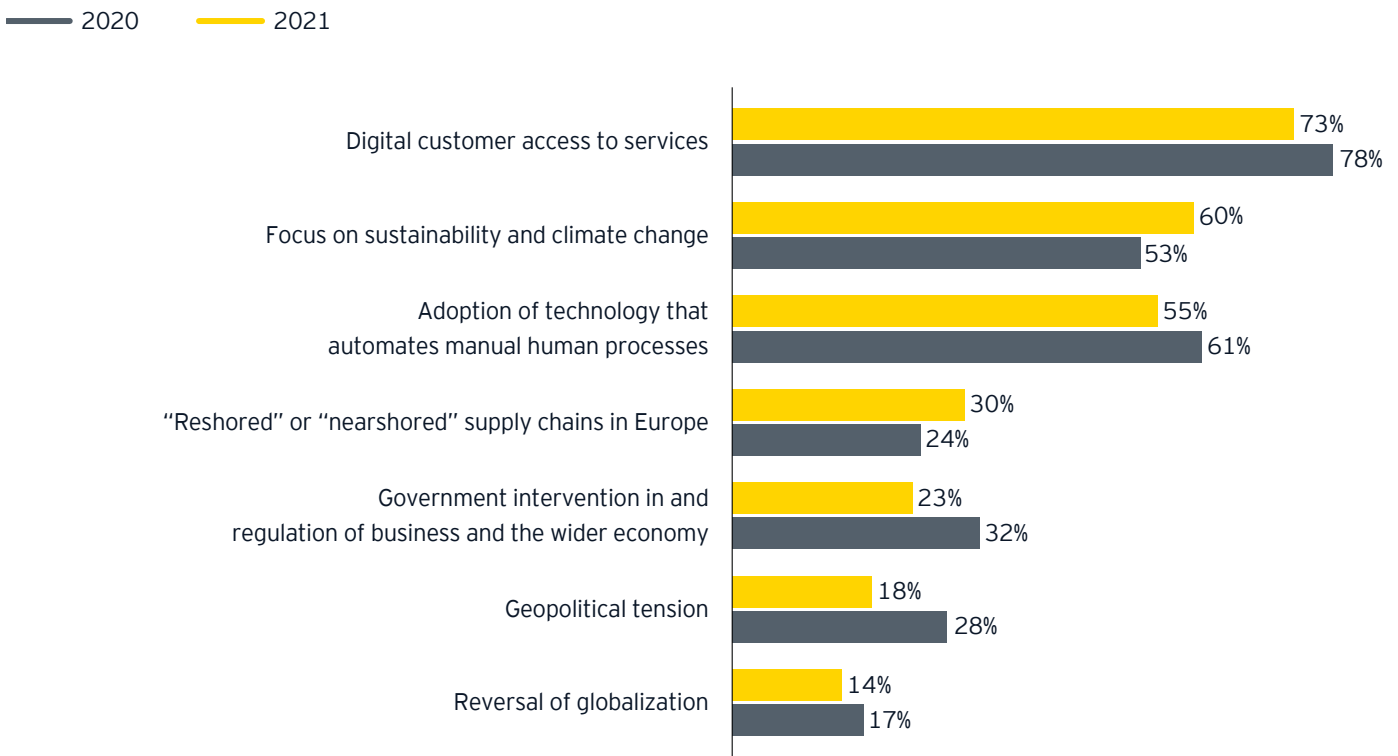 2020 2021
Digital customer access to services
73%
78%
Focus on sustainability and climate change
60%
53%
Adoption of technology that
automates manual human processes
55%
61%
“Reshored” or “nearshored” supply chains in Europe
30%
24%
Government intervention in and
regulation of business and the wider economy
23%
32%
Geopolitical tension
18%
28%
Reversal of globalization
14%
17%